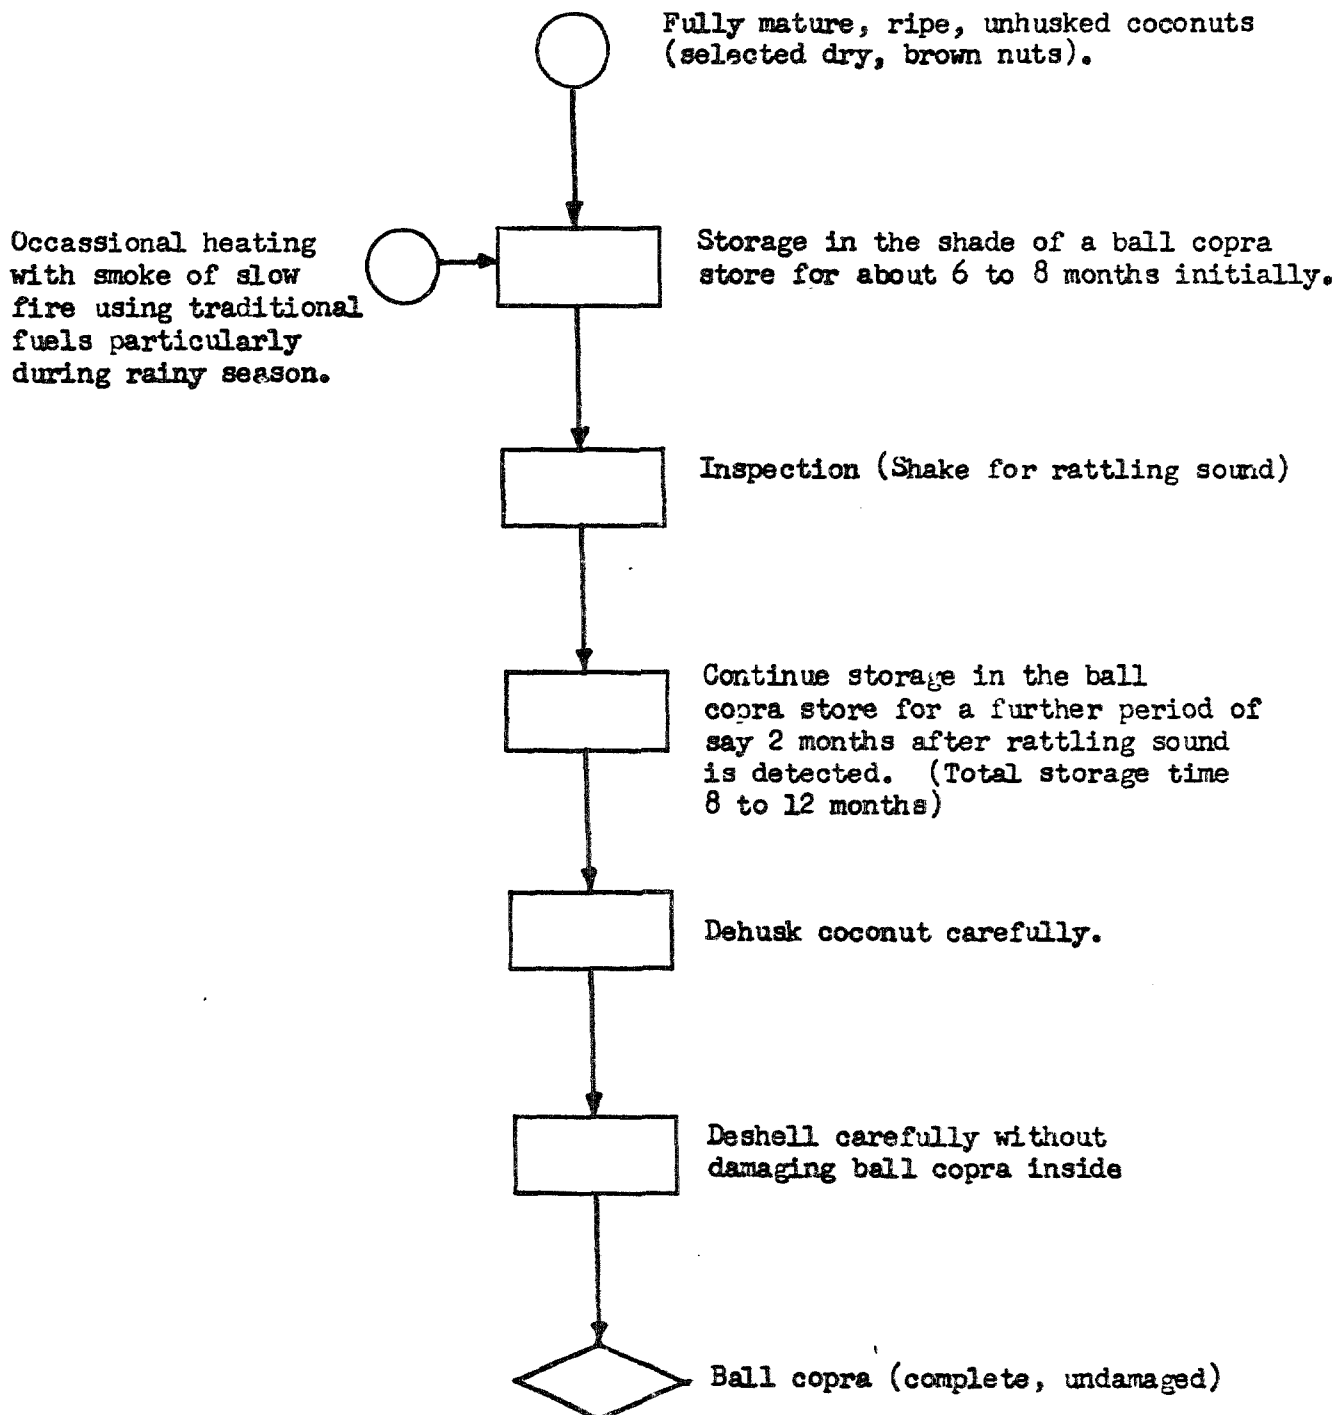 Fully mature, ripe, unhusked coconuts
(selected dry, brown nuts).
Occassional heating
with smoke of slow
fire using traditional
fuels particularly
during rainy season.
Storage in the shade of a ball copra
store for about 6 to 8 months initially.
Inspection (Shake for rattling sound)
Continue storage in the ball
copra store for a further period of
say 2 months after rattling sound
is detected. (Total storage time
8 to 12 months)
Dehusk coconut carefully.
Deshell carefully without
damaging ball copra inside
Ball copra (complete, undamaged)